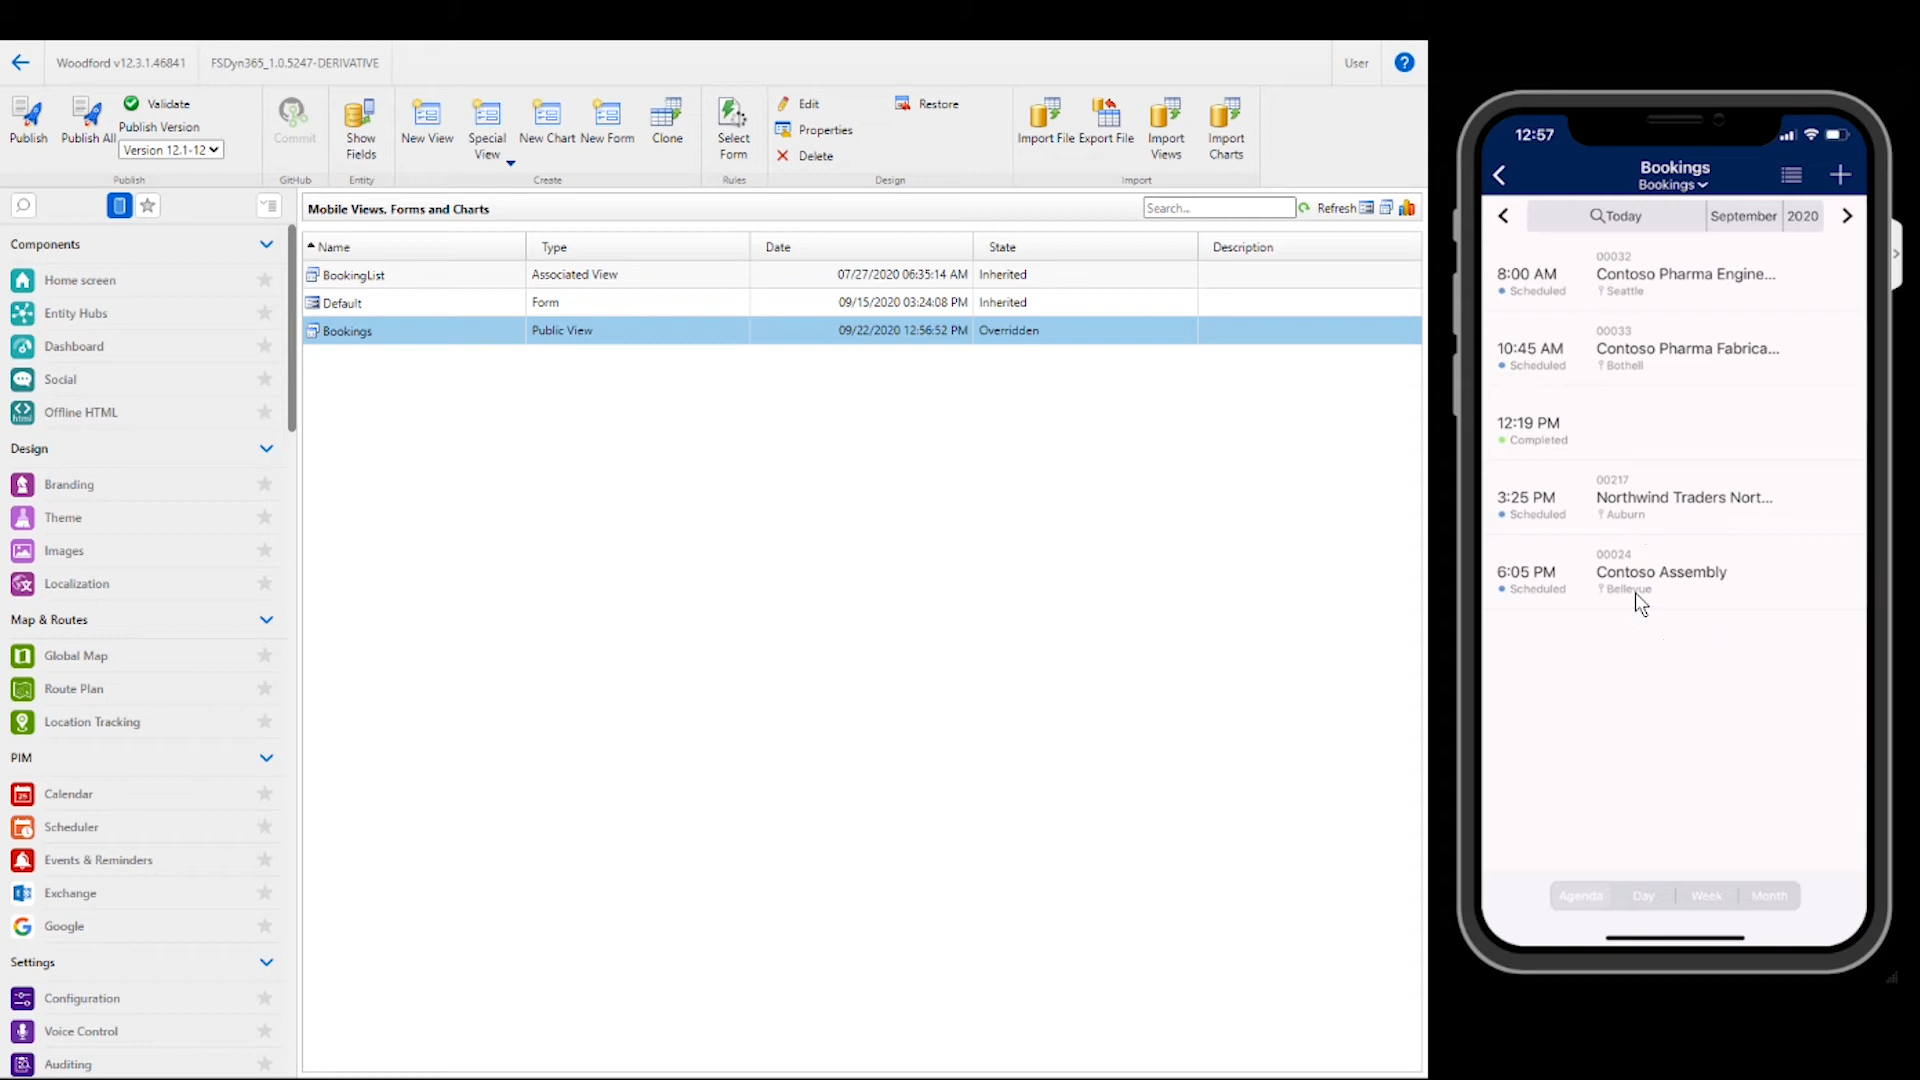 Woodford v12.3.1.46841
FSDyn365_1.0.5247-DERIVATIVE
User
?
Publish
Publish All
Validate
Publish Version
Version 12.1-12
Publish
Commit
GitHub
Show Fields
Entity
New View
Special View
New Chart
New Form
Clone
Create
Select Form
Rules
Edit
Properties
Delete
Restore
Design
Import File
Export File
Import Views
Import Charts
Import
Components
Home screen
Entity Hubs
Dashboard
Social
Offline HTML
Design
Branding
Theme
Images
Localization
Map & Routes
Global Map
Route Plan
Location Tracking
PIM
Calendar
Scheduler
Events & Reminders
Exchange
Google
Settings
Configuration
Voice Control
Auditing
Mobile Views, Forms and Charts
Search...
Refresh
Name Type Date State Description
BookingList Associated View 07/27/2020 06:35:14 AM Inherited
Default Form 09/15/2020 03:24:08 PM Inherited
Bookings Public View 09/22/2020 12:56:52 PM Overridden
12:57
Bookings
Bookings
Today September 2020
00032
8:00 AM Contoso Pharma Engine...
Scheduled Seattle
00033
10:45 AM Contoso Pharma Fabrica...
Scheduled Bothell
12:19 PM
Completed
00217
3:25 PM Northwind Traders Nort...
Scheduled Auburn
00024
6:05 PM Contoso Assembly
Scheduled Bellevue
Agenda Day Week Month